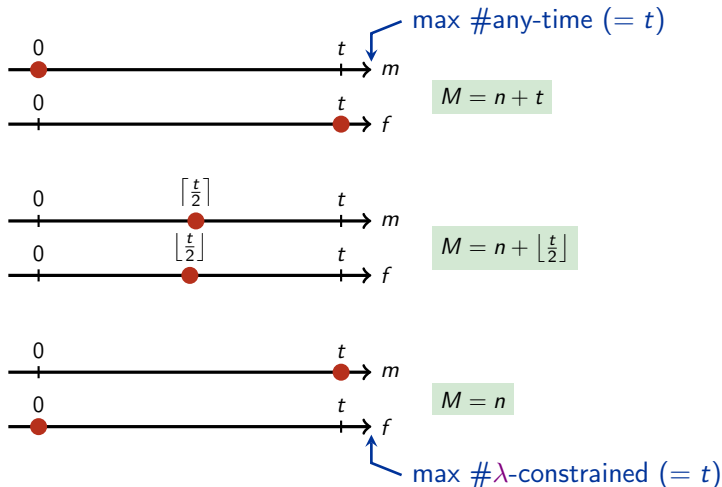 max #any-time (= t)
0 t
m
0 t
f
M = n + t
0 ⌈t/2⌉ t
m
0 ⌊t/2⌋ t
f
M = n + ⌊t/2⌋
0 t
m
0 t
f
M = n
max #λ-constrained (= t)